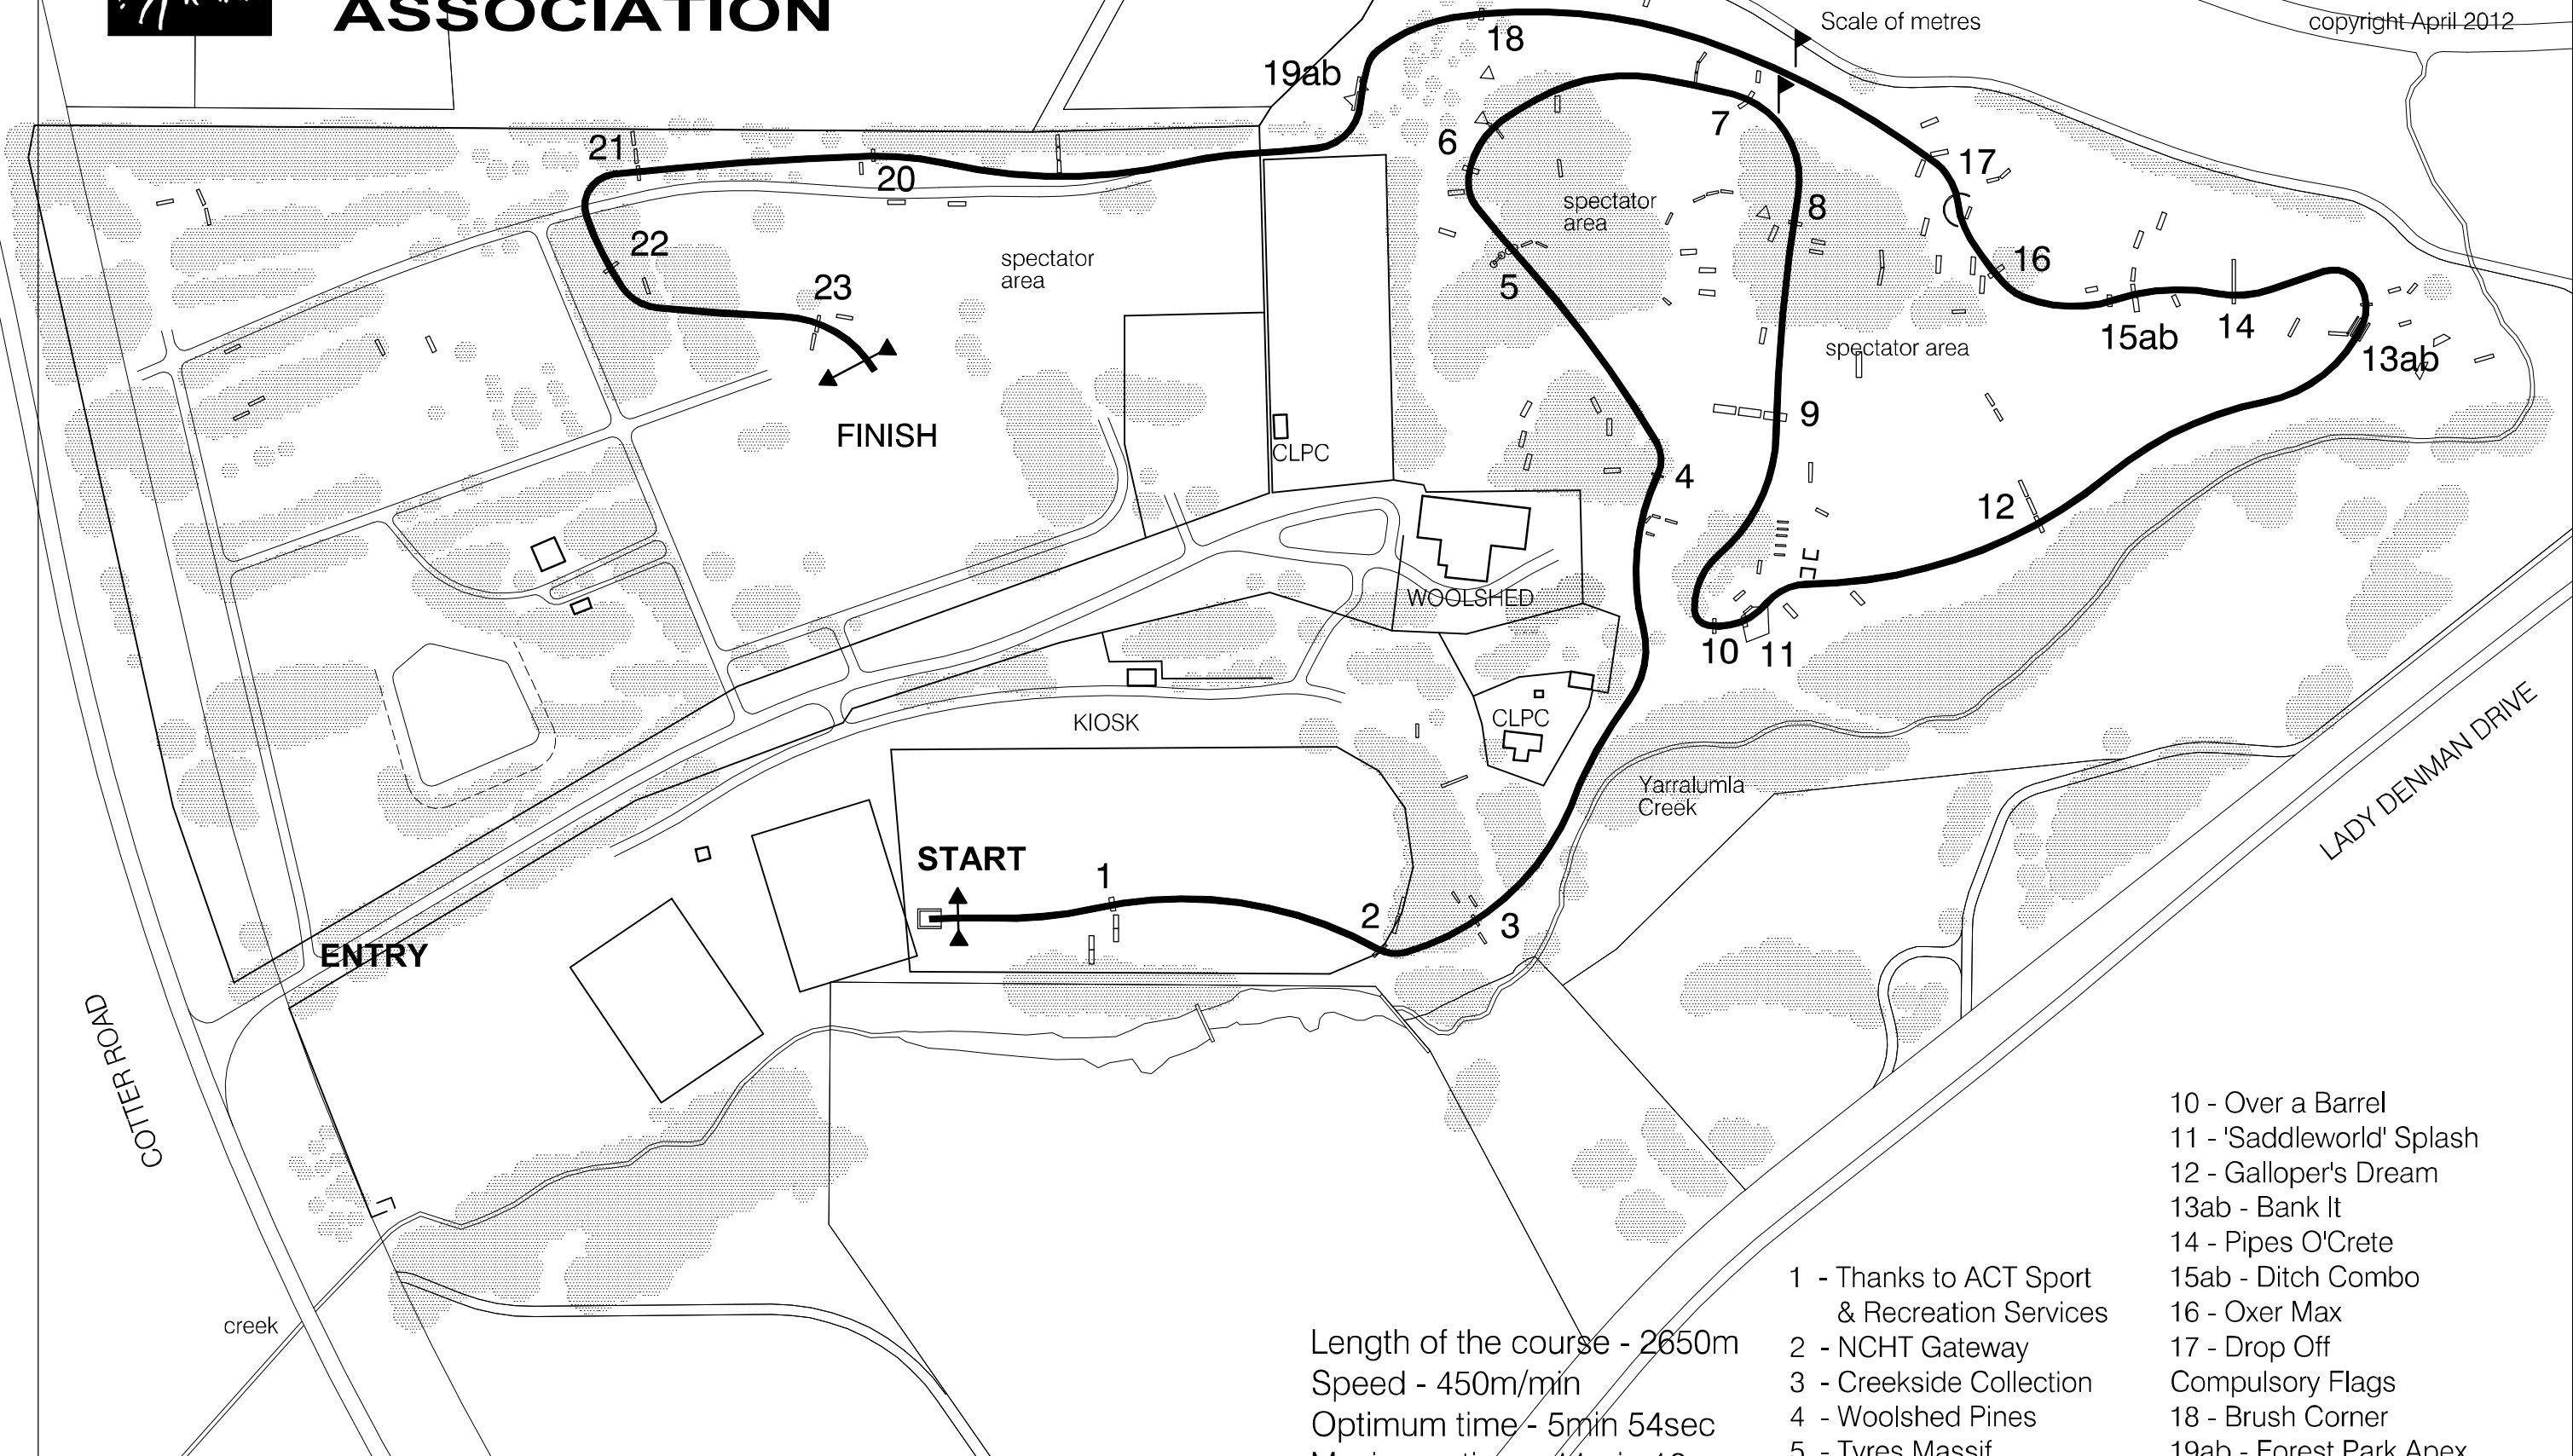 ASSOCIATION
Scale of metres
copyright April 2012
18
19ab
7
6
17
21
20
8
spectator
area
22
16
spectator
area
5
23
15ab
14
spectator area
13ab
FINISH
9
CLPC
4
12
WOOLSHED
10
11
KIOSK
CLPC
Yarralumla
Creek
LADY DENMAN DRIVE
START
1
2
3
ENTRY
COTTER ROAD
creek
Length of the course - 2650m
Speed - 450m/min
Optimum time - 5min 54sec
1 - Thanks to ACT Sport
& Recreation Services
2 - NCHT Gateway
3 - Creekside Collection
4 - Woolshed Pines
5 - Tyres Massif
10 - Over a Barrel
11 - 'Saddleworld' Splash
12 - Galloper's Dream
13ab - Bank It
14 - Pipes O'Crete
15ab - Ditch Combo
16 - Oxer Max
17 - Drop Off
Compulsory Flags
18 - Brush Corner
19ab - Forest Park Apex